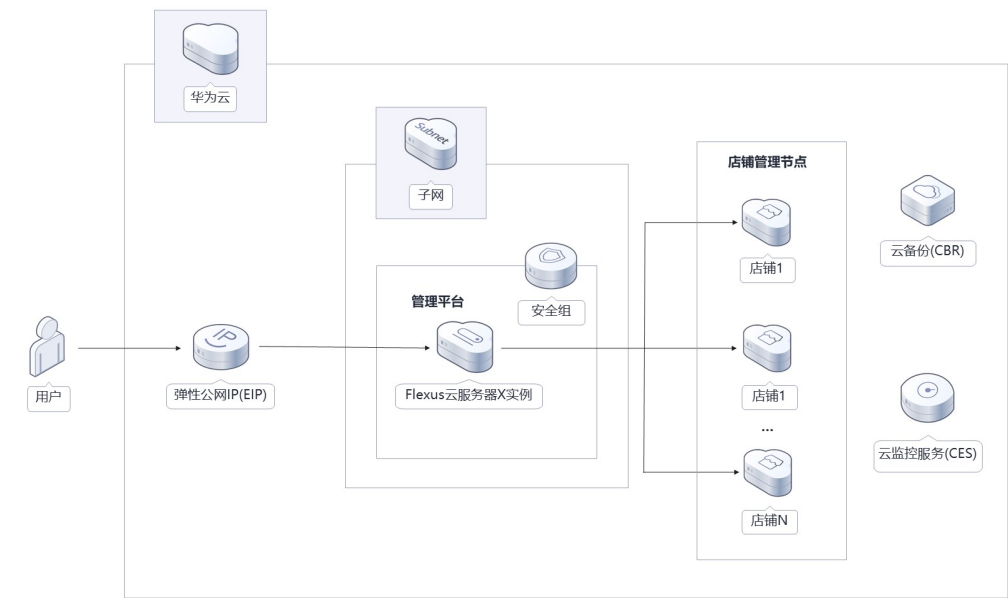 华为云
Subnet
子网
店铺管理节点
云备份(CBR)
店铺1
管理平台
安全组
IP
用户
弹性公网IP(EIP)
Flexus云服务器X实例
店铺1
...
云监控服务(CES)
店铺N